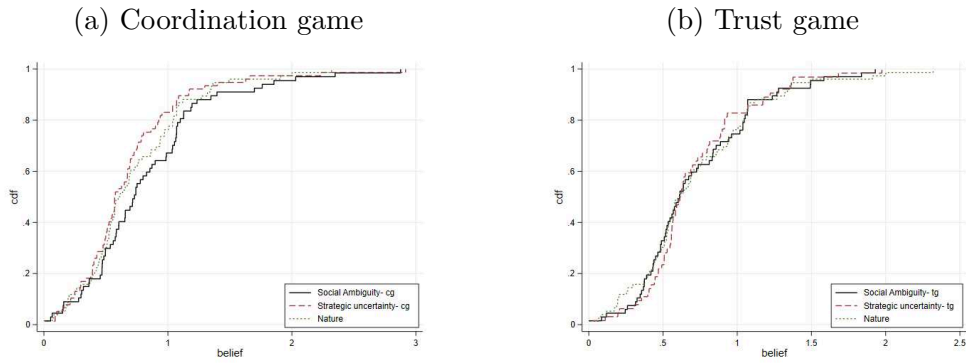 (a) Coordination game
1
.8
.6
.4
.2
0
cdf
0
1
2
3
belief
Social Ambiguity- cg
Strategic uncertainty- cg
Nature
(b) Trust game
1
.8
.6
.4
.2
0
cdf
0
.5
1
1.5
2
2.5
belief
Social Ambiguity- tg
Strategic uncertainty- tg
Nature